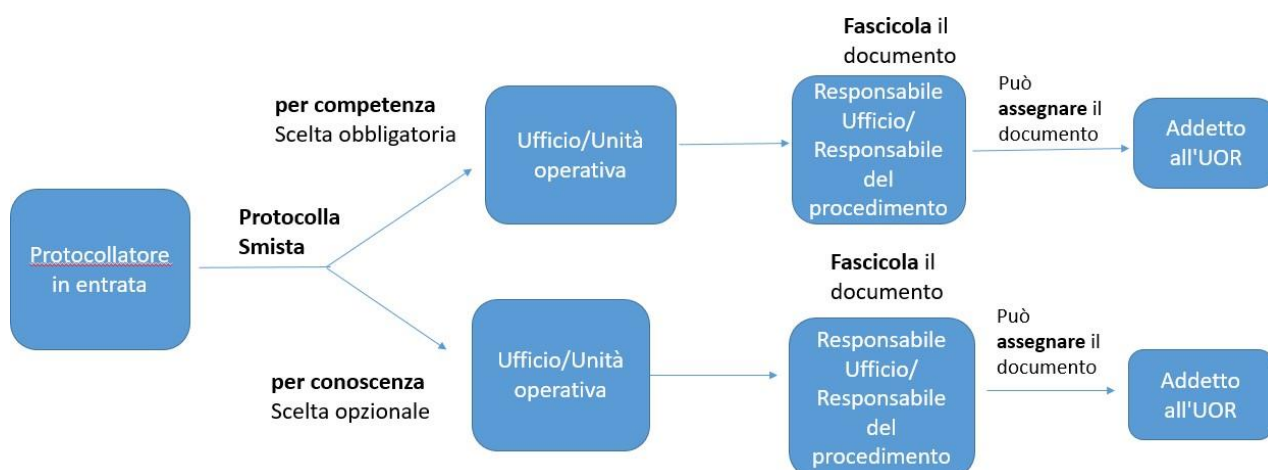 Protocollatore
in entrata
Protocolla
Smista
per competenza
Scelta obbligatoria
Ufficio/Unità
operativa
Fascicola il
documento
Responsabile
Ufficio/
Responsabile
del
procedimento
Può
assegnare il
documento
Addetto
all'UOR
per conoscenza
Scelta opzionale
Ufficio/Unità
operativa
Fascicola il
documento
Responsabile
Ufficio/
Responsabile
del
procedimento
Può
assegnare il
documento
Addetto
all'UOR